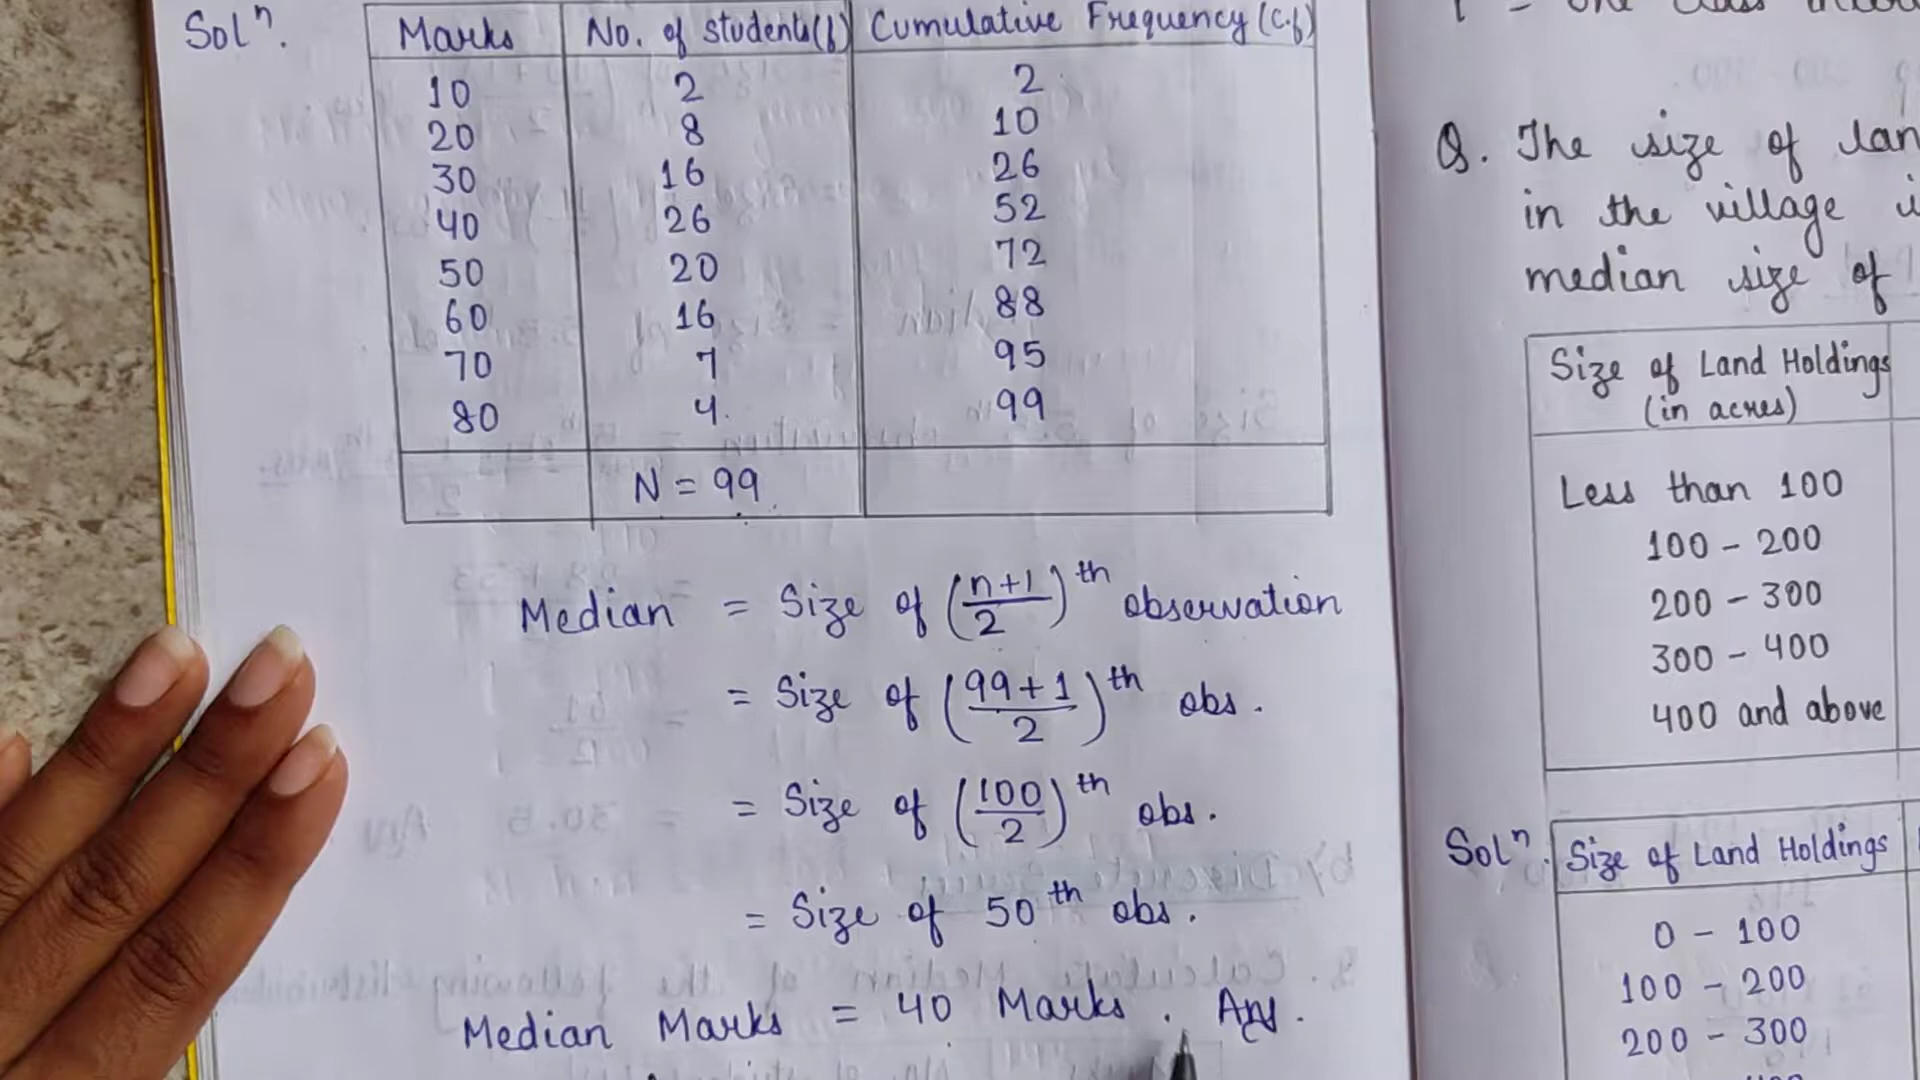 Solⁿ.
Marks No. of students(f) Cumulative Frequency (c.f)
10 2 2
20 8 10
30 16 26
40 26 52
50 20 72
60 16 88
70 7 95
80 4. 99
N = 99
Median = Size of (n+1/2)th observation
= Size of (99+1/2)th obs.
= Size of (100/2)th obs.
= Size of 50th obs.
Median Marks = 40 Marks. Ans.
Q. The size of
in the village
median size of
Size of Land Holdings
(in acres)
Less than 100
100 - 200
200 - 300
300 - 400
400 and above
Solⁿ. Size of Land Holdings
0 - 100
100 - 200
200 - 300